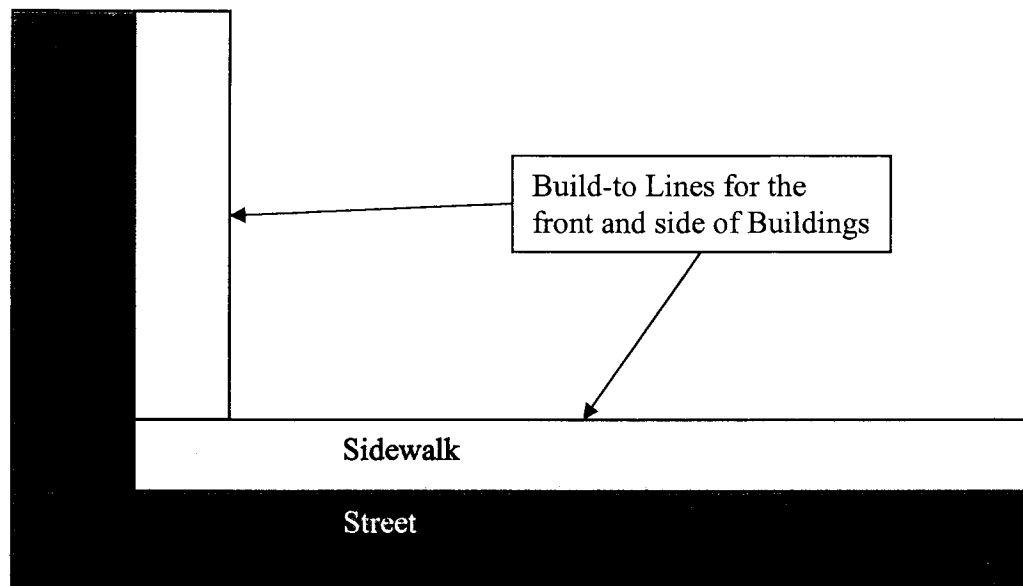 Build-to Lines for the
front and side of Buildings
Sidewalk
Street